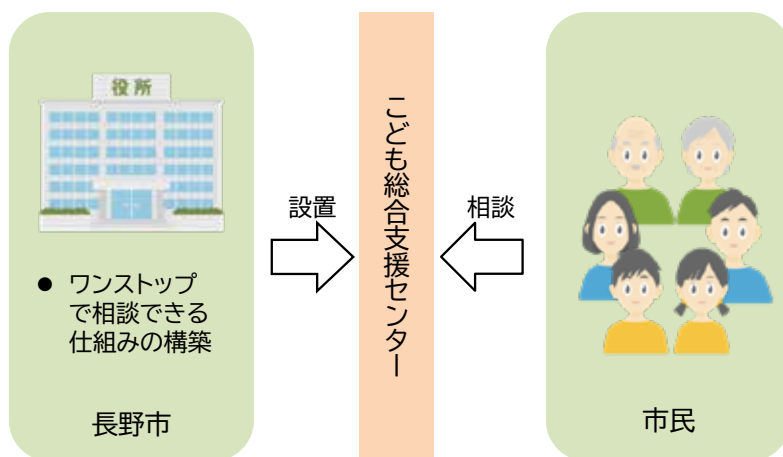 役所
● ワンストップ
で相談できる
仕組みの構築
長野市
設置
こども総合支援センター
相談
市民